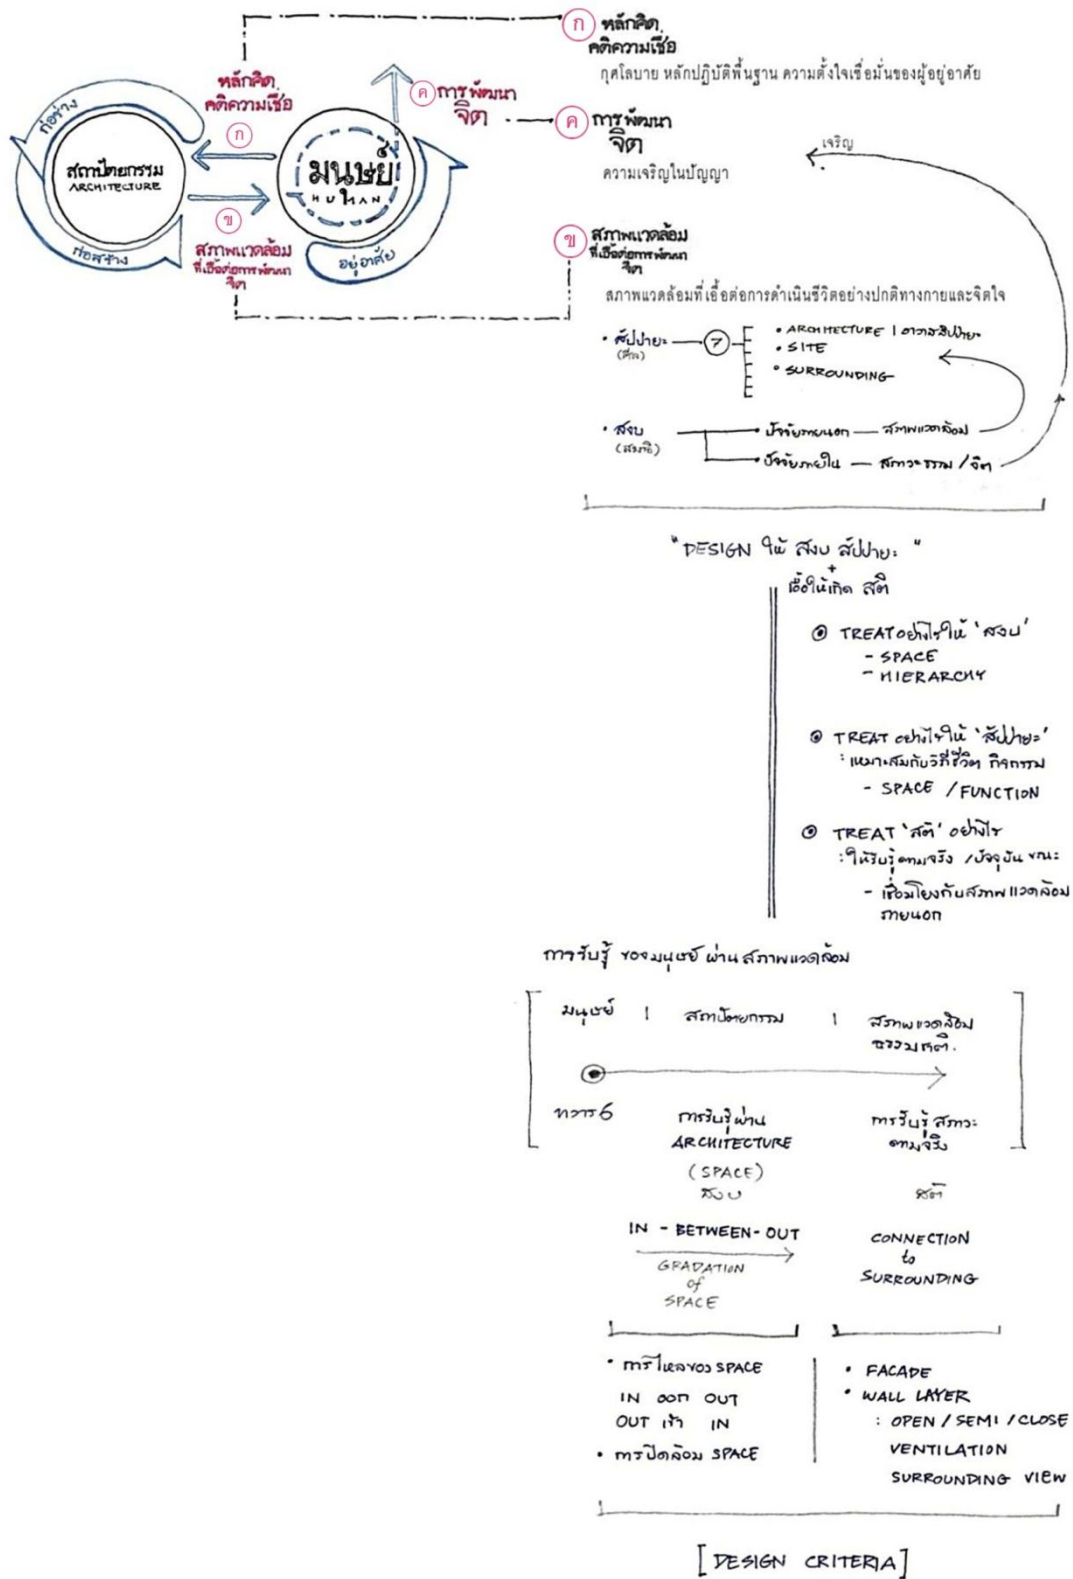 ก หลักคิด,
คติความเชื่อ
กุศโลบาย หลักปฏิบัติพื้นฐาน ความตั้งใจเชื่อมั่นของผู้อยู่อาศัย
หลักคิด,
คติความเชื่อ
ก
ค การพัฒนา
จิต
ค การพัฒนา
จิต
ความเจริญในปัญญา
เจริญ
ก่อร่าง
สถาปัตยกรรม
ARCHITECTURE
มนุษย์
HUMAN
ข
ก่อสร้าง
อยู่อาศัย
สภาพแวดล้อม
ที่เอื้อต่อการพัฒนา
จิต
ข สภาพแวดล้อม
ที่เอื้อต่อการพัฒนา
จิต
สภาพแวดล้อมที่เอื้อต่อการดำเนินชีวิตอย่างปกติทางกายและจิตใจ
• สัปปายะ 7 • ARCHITECTURE | อาวาสสัปปายะ
(ศีล) • SITE
• SURROUNDING
• สงบ • ปัจจัยภายนอก — สภาพแวดล้อม
(สมาธิ) • ปัจจัยภายใน — สภาวะธรรม / จิต
"DESIGN ให้ สงบ สัปปายะ"
+
เอื้อให้เกิด สติ
TREAT อย่างไรให้ 'สงบ'
- SPACE
- HIERARCHY
TREAT อย่างไรให้ 'สัปปายะ'
: เหมาะสมกับวิถีชีวิต กิจกรรม
- SPACE / FUNCTION
TREAT 'สติ' อย่างไร
: ให้รับรู้ตามจริง / ปัจจุบันขณะ
- เชื่อมโยงกับสภาพแวดล้อม
ภายนอก
การรับรู้ ของมนุษย์ ผ่าน สภาพแวดล้อม
มนุษย์ | สถาปัตยกรรม | สภาพแวดล้อม
ธรรมชาติ.
ทวาร 6 การรับรู้ผ่าน การรับรู้ สภาวะ
ARCHITECTURE ตามจริง
(SPACE)
สงบ สติ
IN - BETWEEN - OUT CONNECTION
GRADATION to
of SURROUNDING
SPACE
• การไหลของ SPACE
IN ออก OUT
OUT เข้า IN
• การปิดล้อม SPACE
• FACADE
• WALL LAYER
: OPEN / SEMI / CLOSE
VENTILATION
SURROUNDING VIEW
[DESIGN CRITERIA]